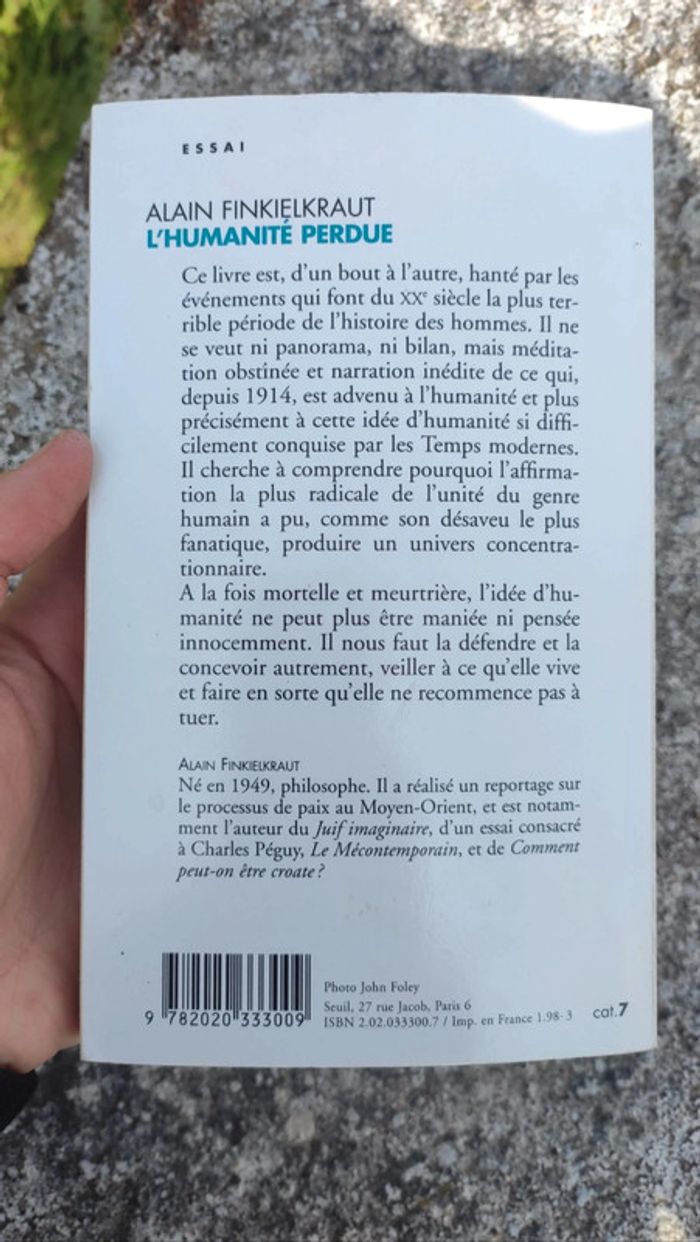 ESSAI
ALAIN FINKIELKRAUT
L'HUMANITÉ PERDUE
Ce livre est, d'un bout à l'autre, hanté par les
événements qui font du XXe siècle la plus ter-
rible période de l'histoire des hommes. Il ne
se veut ni panorama, ni bilan, mais médita-
tion obstinée et narration inédite de ce qui,
depuis 1914, est advenu à l'humanité et plus
précisément à cette idée d'humanité si diffi-
cilement conquise par les Temps modernes.
Il cherche à comprendre pourquoi l'affirma-
tion la plus radicale de l'unité du genre
humain a pu, comme son désaveu le plus
fanatique, produire un univers concentra-
tionnaire.
A la fois mortelle et meurtrière, l'idée d'hu-
manité ne peut plus être maniée ni pensée
innocemment. Il nous faut la défendre et la
concevoir autrement, veiller à ce qu'elle vive
et faire en sorte qu'elle ne recommence pas à
tuer.
ALAIN FINKIELKRAUT
Né en 1949, philosophe. Il a réalisé un reportage sur
le processus de paix au Moyen-Orient, et est notam-
ment l'auteur du Juif imaginaire, d'un essai consacré
à Charles Péguy, Le Mécontemporain, et de Comment
peut-on être croate ?
9 782020 333009
Photo John Foley
Seuil, 27 rue Jacob, Paris 6
ISBN 2.02.033300.7 / Imp. en France 1.98-3
cat.7